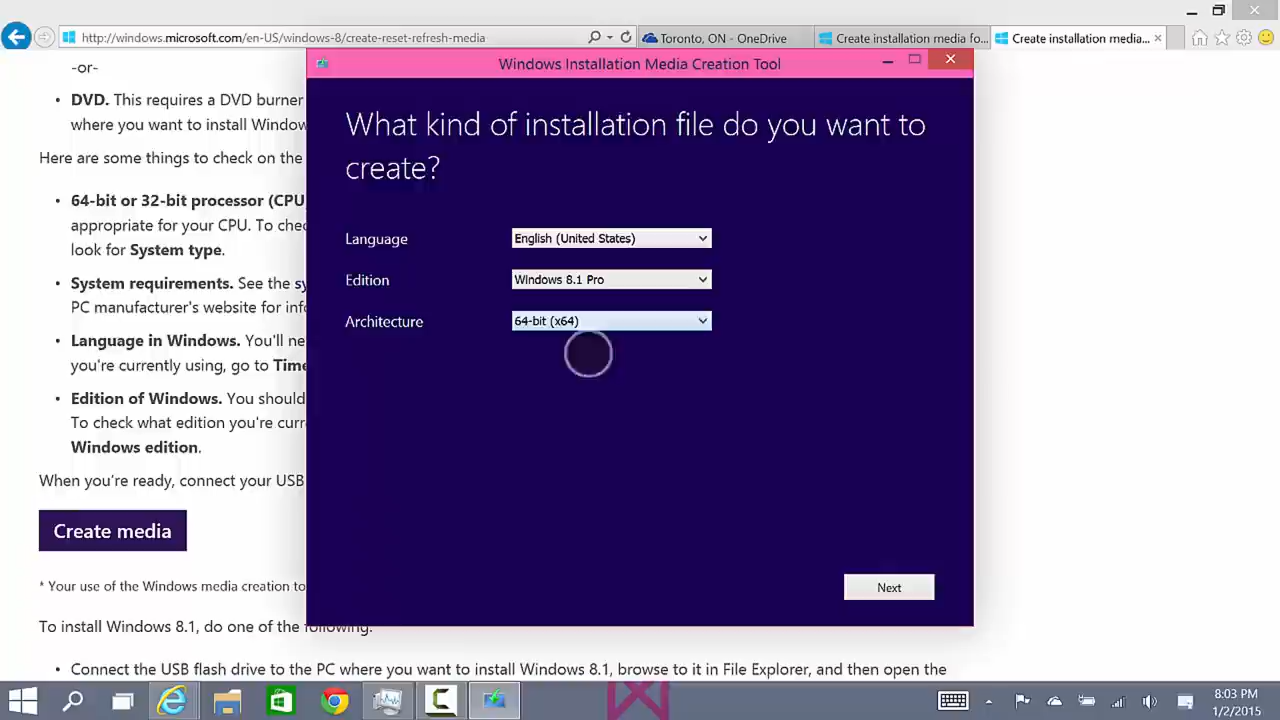 http://windows.microsoft.com/en-US/windows-8/create-reset-refresh-media
Toronto, ON - OneDrive
Create installation media fo...
Create installation media...
Windows Installation Media Creation Tool
What kind of installation file do you want to
create?
Language
English (United States)
Edition
Windows 8.1 Pro
Architecture
64-bit (x64)
Next
-or-
• DVD. This requires a DVD burner
where you want to install Window
Here are some things to check on the
• 64-bit or 32-bit processor (CPU
appropriate for your CPU. To chec
look for System type.
• System requirements. See the sy
PC manufacturer's website for info
• Language in Windows. You'll ne
you're currently using, go to Time
• Edition of Windows. You should
To check what edition you're curr
Windows edition.
When you're ready, connect your USB
Create media
* Your use of the Windows media creation to
To install Windows 8.1, do one of the following:
• Connect the USB flash drive to the PC where you want to install Windows 8.1, browse to it in File Explorer, and then open the
8:03 PM
1/2/2015